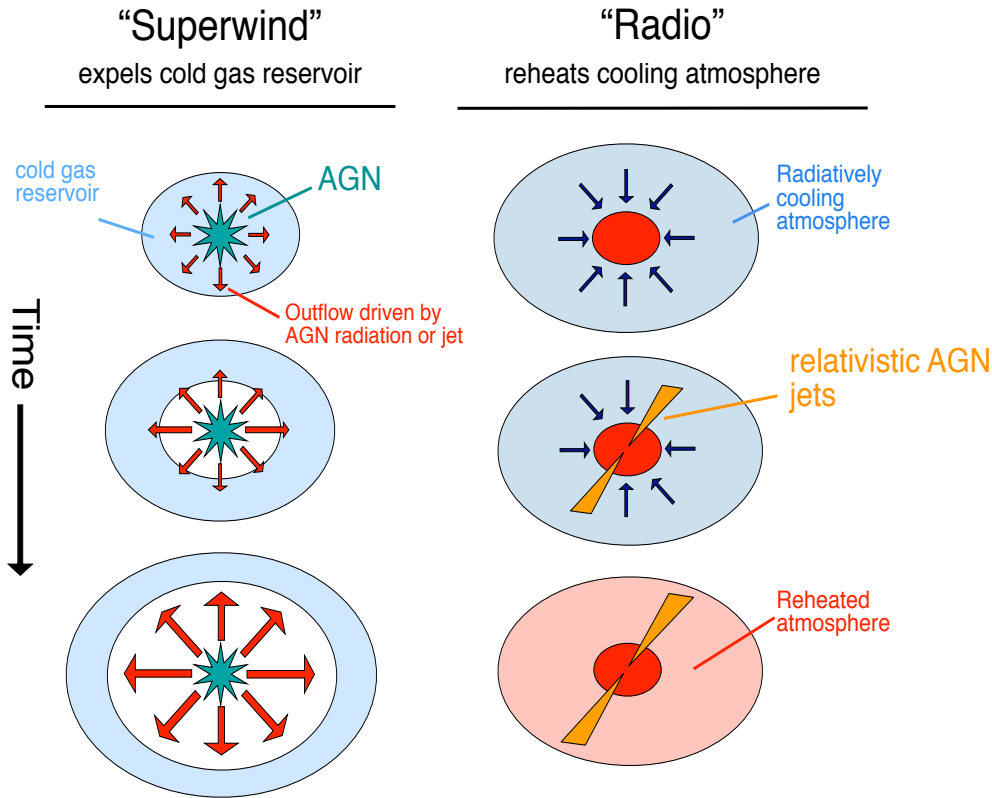 “Superwind”
expels cold gas reservoir
“Radio”
reheats cooling atmosphere
cold gas
reservoir
AGN
Outflow driven by
AGN radiation or jet
Radiatively
cooling
atmosphere
Time
relativistic AGN
jets
Reheated
atmosphere